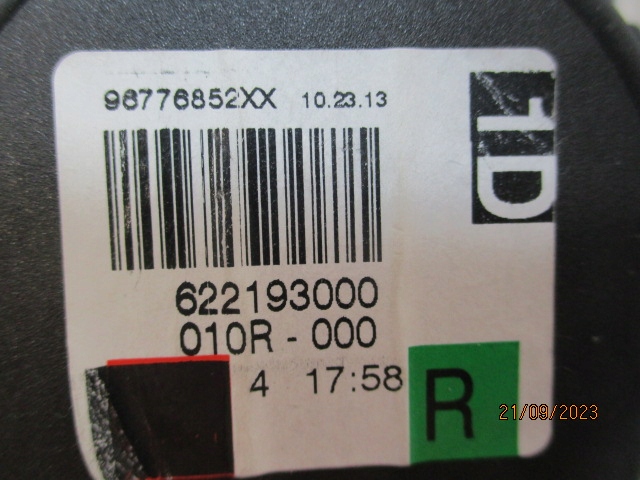 96776852XX 10.23.13
1D
622193000
010R - 000
4 17:58
R
21/09/2023